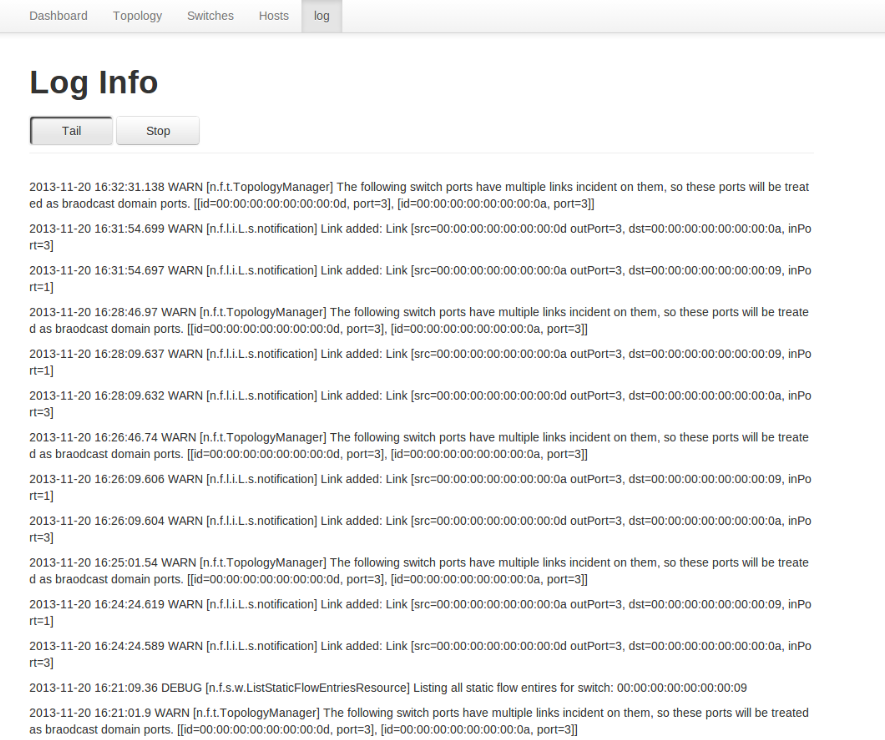 Dashboard Topology Switches Hosts log
Log Info
Tail Stop
2013-11-20 16:32:31.138 WARN [n.f.t.TopologyManager] The following switch ports have multiple links incident on them, so these ports will be treat
ed as braodcast domain ports. [[id=00:00:00:00:00:00:00:0d, port=3], [id=00:00:00:00:00:00:00:0a, port=3]]
2013-11-20 16:31:54.699 WARN [n.f.l.i.L.s.notification] Link added: Link [src=00:00:00:00:00:00:00:0d outPort=3, dst=00:00:00:00:00:00:00:0a, inPo
rt=3]
2013-11-20 16:31:54.697 WARN [n.f.l.i.L.s.notification] Link added: Link [src=00:00:00:00:00:00:00:0a outPort=3, dst=00:00:00:00:00:00:00:09, inPo
rt=1]
2013-11-20 16:28:46.97 WARN [n.f.t.TopologyManager] The following switch ports have multiple links incident on them, so these ports will be treate
d as braodcast domain ports. [[id=00:00:00:00:00:00:00:0d, port=3], [id=00:00:00:00:00:00:00:0a, port=3]]
2013-11-20 16:28:09.637 WARN [n.f.l.i.L.s.notification] Link added: Link [src=00:00:00:00:00:00:00:0a outPort=3, dst=00:00:00:00:00:00:00:09, inPo
rt=1]
2013-11-20 16:28:09.632 WARN [n.f.l.i.L.s.notification] Link added: Link [src=00:00:00:00:00:00:00:0d outPort=3, dst=00:00:00:00:00:00:00:0a, inPo
rt=3]
2013-11-20 16:26:46.74 WARN [n.f.t.TopologyManager] The following switch ports have multiple links incident on them, so these ports will be treate
d as braodcast domain ports. [[id=00:00:00:00:00:00:00:0d, port=3], [id=00:00:00:00:00:00:00:0a, port=3]]
2013-11-20 16:26:09.606 WARN [n.f.l.i.L.s.notification] Link added: Link [src=00:00:00:00:00:00:00:0a outPort=3, dst=00:00:00:00:00:00:00:09, inPo
rt=1]
2013-11-20 16:26:09.604 WARN [n.f.l.i.L.s.notification] Link added: Link [src=00:00:00:00:00:00:00:0d outPort=3, dst=00:00:00:00:00:00:00:0a, inPo
rt=3]
2013-11-20 16:25:01.54 WARN [n.f.t.TopologyManager] The following switch ports have multiple links incident on them, so these ports will be treate
d as braodcast domain ports. [[id=00:00:00:00:00:00:00:0d, port=3], [id=00:00:00:00:00:00:00:0a, port=3]]
2013-11-20 16:24:24.619 WARN [n.f.l.i.L.s.notification] Link added: Link [src=00:00:00:00:00:00:00:0a outPort=3, dst=00:00:00:00:00:00:00:09, inPo
rt=1]
2013-11-20 16:24:24.589 WARN [n.f.l.i.L.s.notification] Link added: Link [src=00:00:00:00:00:00:00:0d outPort=3, dst=00:00:00:00:00:00:00:0a, inPo
rt=3]
2013-11-20 16:21:09.36 DEBUG [n.f.s.w.ListStaticFlowEntriesResource] Listing all static flow entires for switch: 00:00:00:00:00:00:00:09
2013-11-20 16:21:01.9 WARN [n.f.t.TopologyManager] The following switch ports have multiple links incident on them, so these ports will be treated
as braodcast domain ports. [[id=00:00:00:00:00:00:00:0d, port=3], [id=00:00:00:00:00:00:00:0a, port=3]]